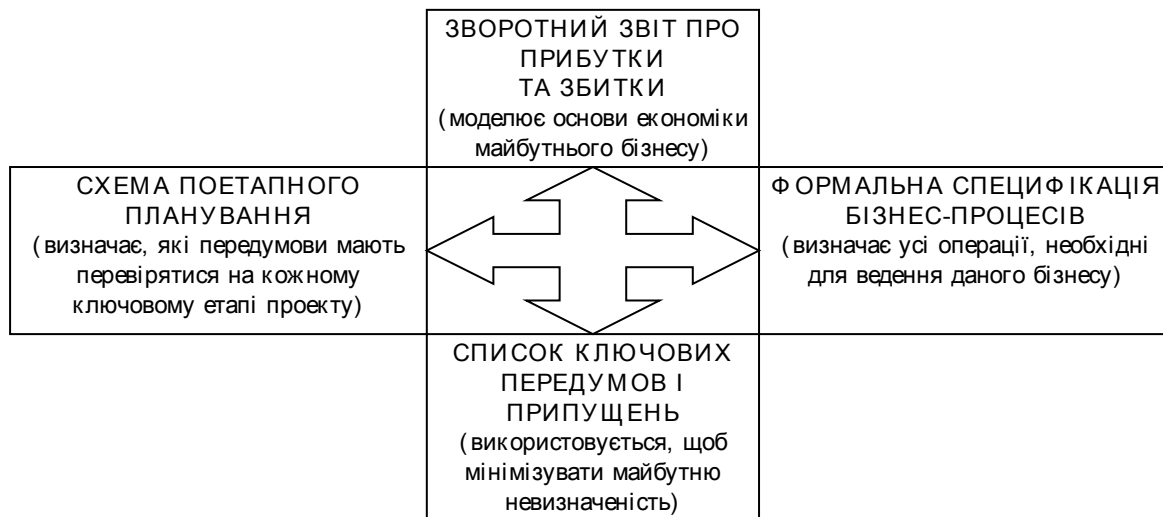 ЗВОРОТНИЙ ЗВІТ ПРО
ПРИБУТКИ
ТА ЗБИТКИ
(моделює основи економіки
майбутнього бізнесу)
СХЕМА ПОЕТАПНОГО
ПЛАНУВАННЯ
(визначає, які передумови мають
перевірятися на кожному
ключовому етапі проекту)
ФОРМАЛЬНА СПЕЦИФІКАЦІЯ
БІЗНЕС-ПРОЦЕСІВ
(визначає усі операції, необхідні
для ведення даного бізнесу)
СПИСОК КЛЮЧОВИХ
ПЕРЕДУМОВ І
ПРИПУЩЕНЬ
(використовується, щоб
мінімізувати майбутню
невизначеність)